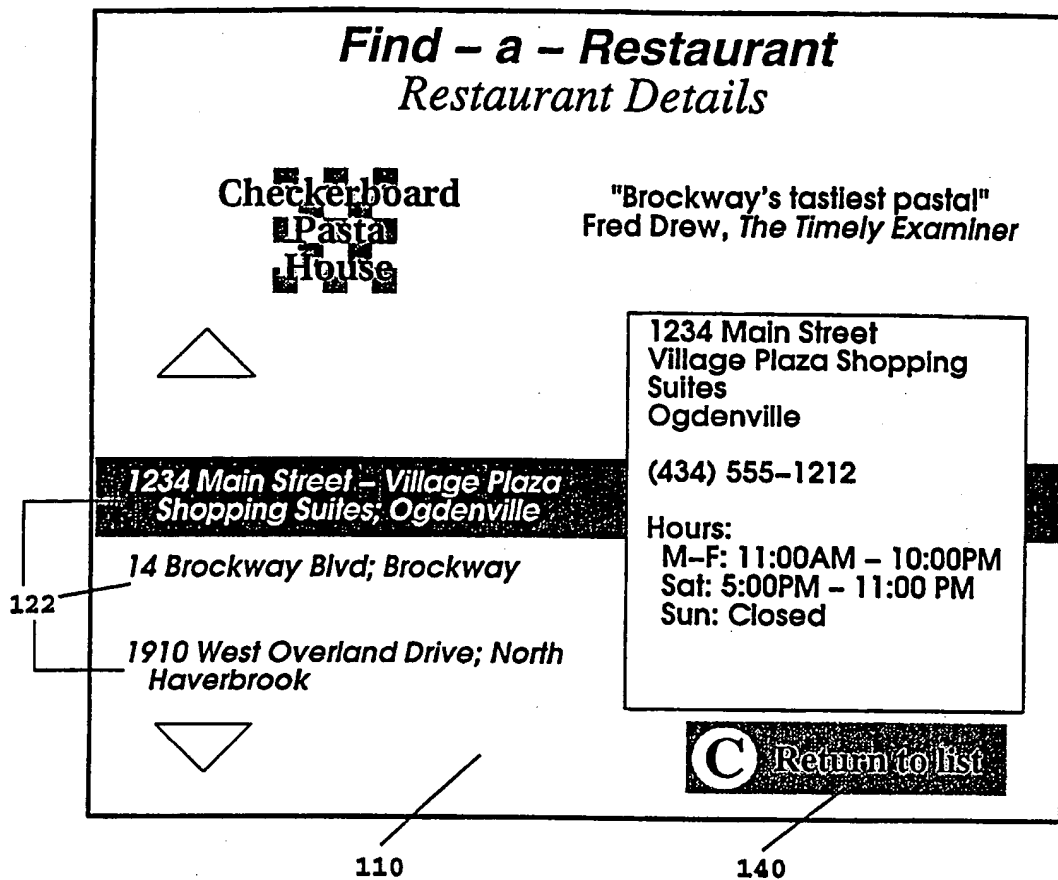 Find – a – Restaurant
Restaurant Details
Checkerboard
Pasta
House
"Brockway's tastiest pasta!"
Fred Drew, The Timely Examiner
1234 Main Street
Village Plaza Shopping
Suites
Ogdenville
(434) 555–1212
Hours:
M–F: 11:00AM – 10:00PM
Sat: 5:00PM – 11:00 PM
Sun: Closed
1234 Main Street – Village Plaza
Shopping Suites; Ogdenville
14 Brockway Blvd; Brockway
122
1910 West Overland Drive; North
Haverbrook
C Return to list
110
140